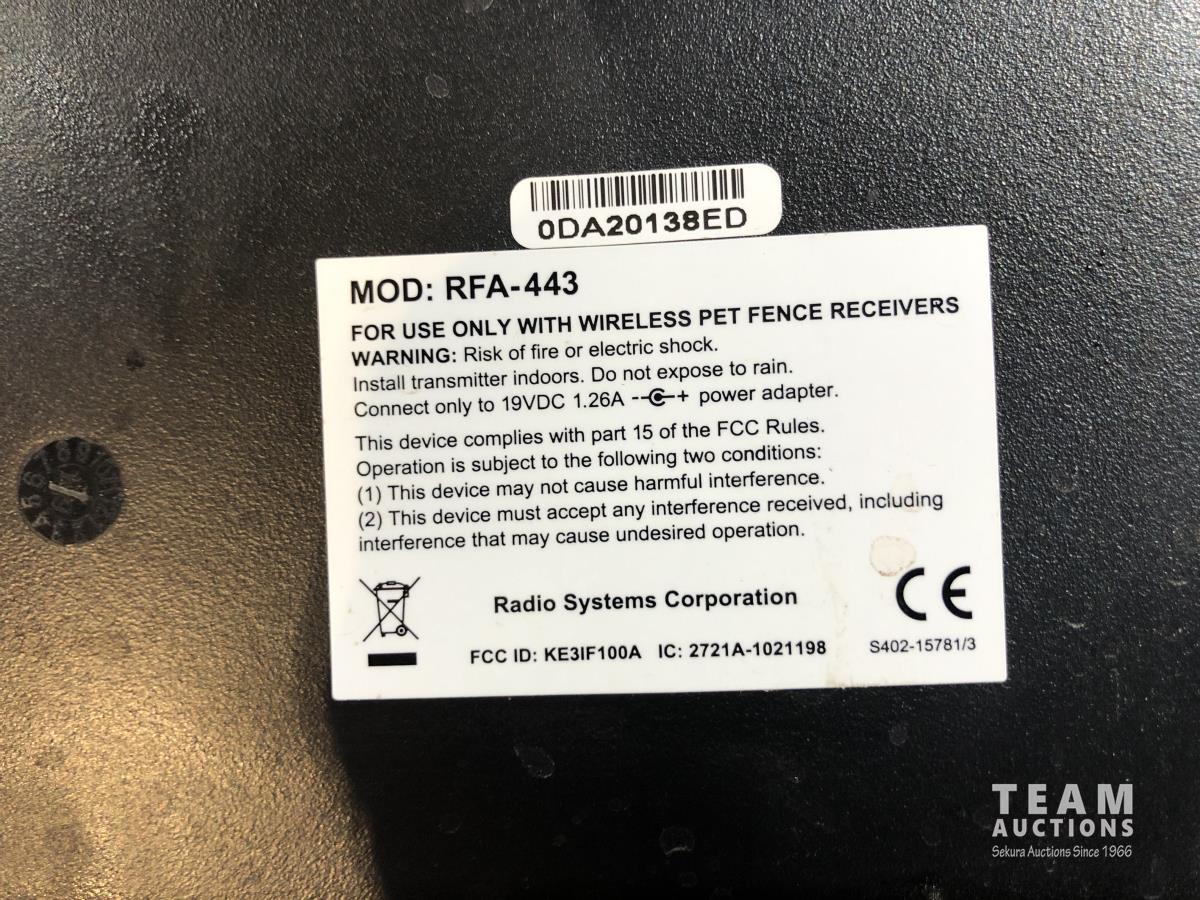 0DA20138ED
MOD: RFA-443
FOR USE ONLY WITH WIRELESS PET FENCE RECEIVERS
WARNING: Risk of fire or electric shock.
Install transmitter indoors. Do not expose to rain.
Connect only to 19VDC 1.26A - + power adapter.
This device complies with part 15 of the FCC Rules.
Operation is subject to the following two conditions:
(1) This device may not cause harmful interference.
(2) This device must accept any interference received, including
interference that may cause undesired operation.
Radio Systems Corporation
CE
FCC ID: KE3IF100A IC: 2721A-1021198 S402-15781/3
TEAM
AUCTIONS
Sekura Auctions Since 1966